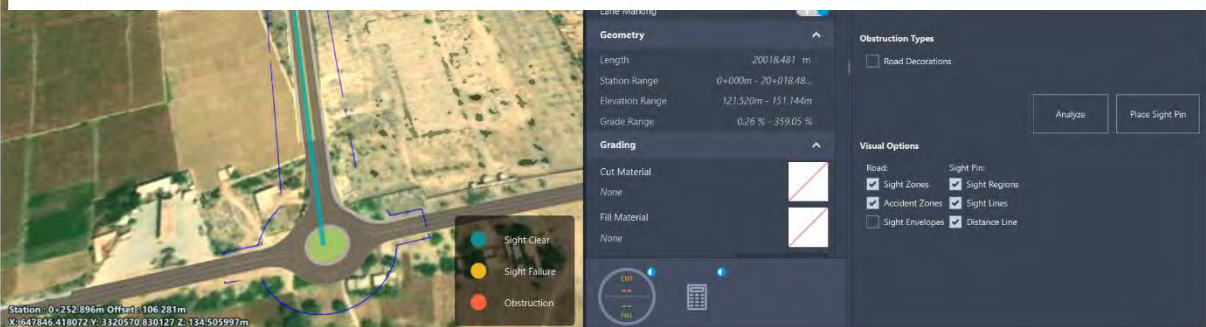 Lane Marking
Geometry
Length 20018.481 m
Station Range 0+000m - 20+018.48...
Elevation Range 121.520m - 151.144m
Grade Range 0.26 % - 359.05 %
Grading
Cut Material
None
Fill Material
None
CUT
--
--
FILL
Obstruction Types
Road Decorations
Analyze Place Sight Pin
Visual Options
Road: Sight Pin:
Sight Zones Sight Regions
Accident Zones Sight Lines
Sight Envelopes Distance Line
Sight Clear
Sight Failure
Obstruction
Station : 0+252.896m Offset : 106.281m
X: 647846.418072 Y: 3320570.830127 Z: 134.505997m